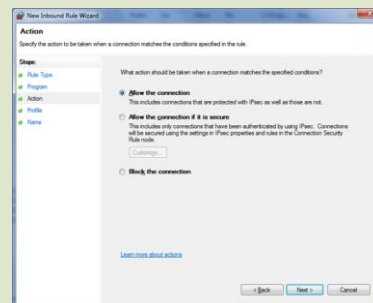 New Inbound Rule Wizard
Action
Specify the action to be taken when a connection matches the conditions specified in the rule.
Steps:
Rule Type
Program
Action
Profile
Name
What action should be taken when a connection matches the specified conditions?
Allow the connection
This includes connections that are protected with IPsec as well as those are not.
Allow the connection if it is secure
This includes only connections that have been authenticated by using IPsec. Connections
will be secured using the settings in IPsec properties and rules in the Connection Security
Rule node.
Customize...
Block the connection
Learn more about actions
< Back
Next >
Cancel